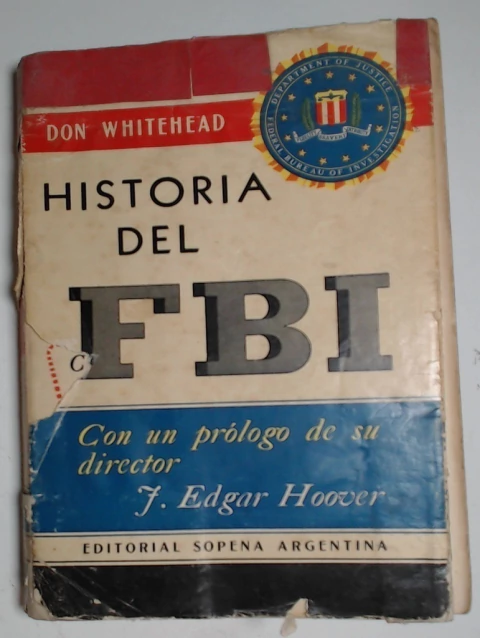 DON WHITEHEAD
DEPARTMENT OF JUSTICE
FEDERAL BUREAU OF INVESTIGATION
HISTORIA
DEL
FBI
Con un prólogo de su
director
J. Edgar Hoover
EDITORIAL SOPENA ARGENTINA